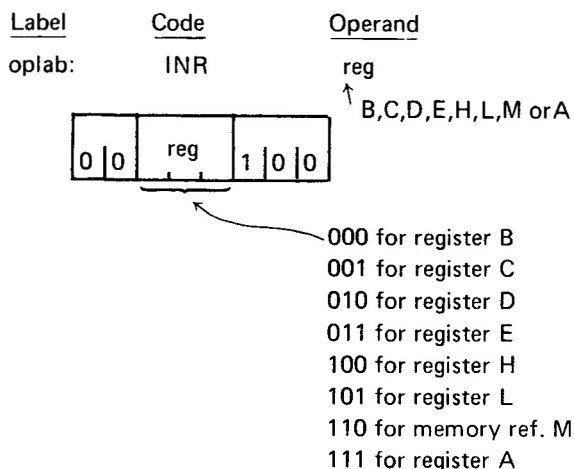 Label Code Operand
oplab: INR reg
B,C,D,E,H,L,M orA
0 0 reg 1 0 0
000 for register B
001 for register C
010 for register D
011 for register E
100 for register H
101 for register L
110 for memory ref. M
111 for register A